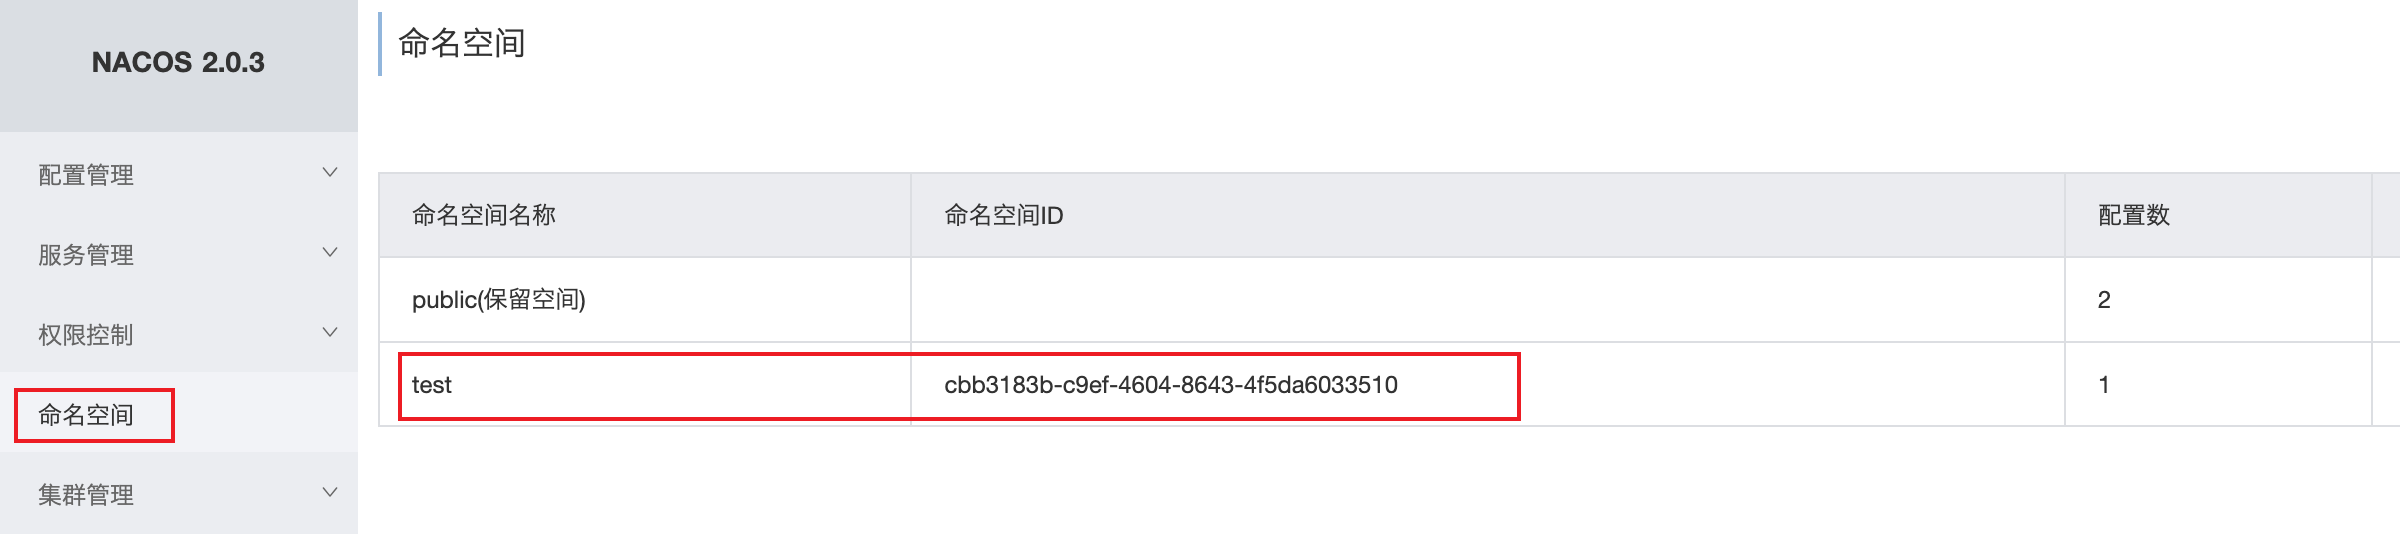 NACOS 2.0.3
配置管理
服务管理
权限控制
命名空间
集群管理
命名空间
命名空间名称 命名空间ID 配置数
public(保留空间) 2
test cbb3183b-c9ef-4604-8643-4f5da6033510 1